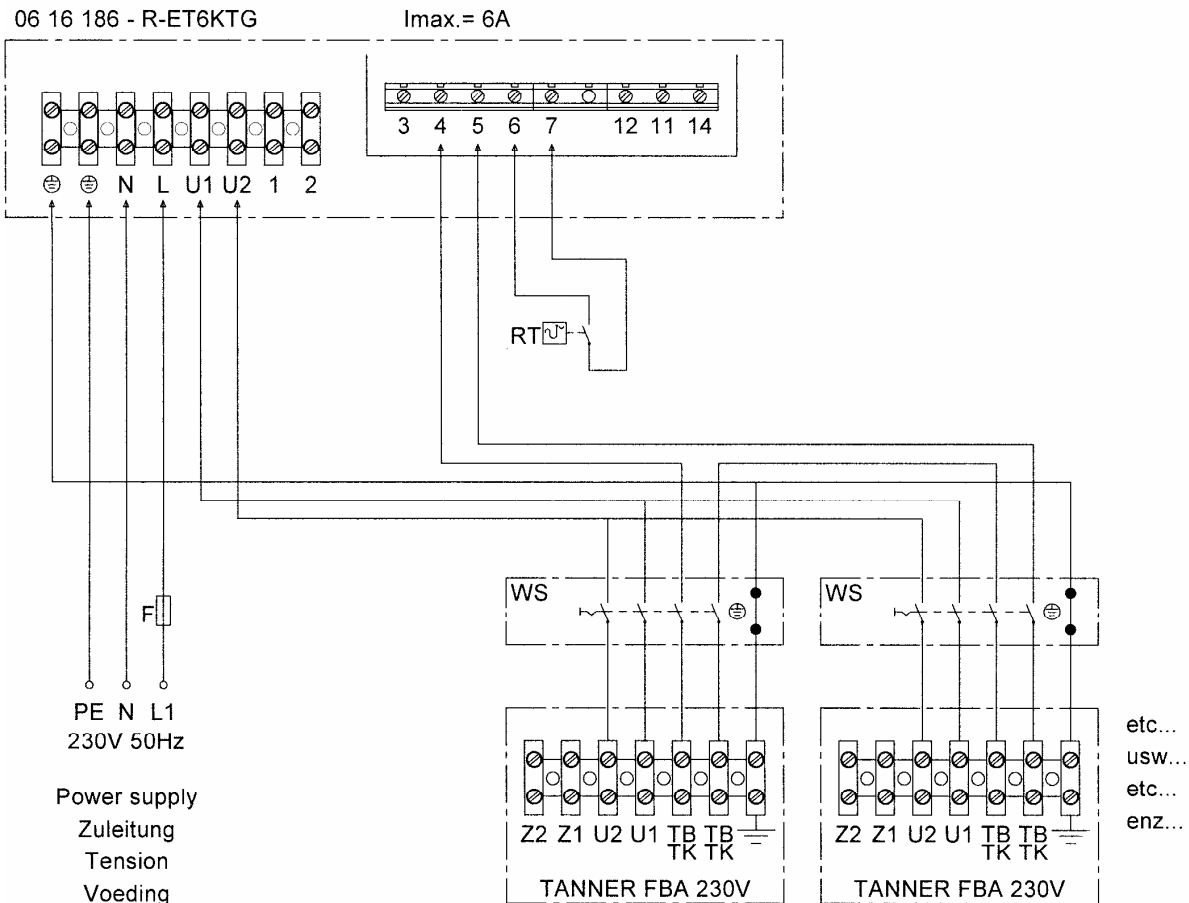 06 16 186 - R-ET6KTG
Imax.= 6A
3 4 5 6 7 12 11 14
N L U1 U2 1 2
RT
WS
WS
F
PE N L1
230V 50Hz
Power supply
Zuleitung
Tension
Voeding
Z2 Z1 U2 U1 TB TB
TK TK
TANNER FBA 230V
Z2 Z1 U2 U1 TB TB
TK TK
TANNER FBA 230V
etc...
usw...
etc...
enz...